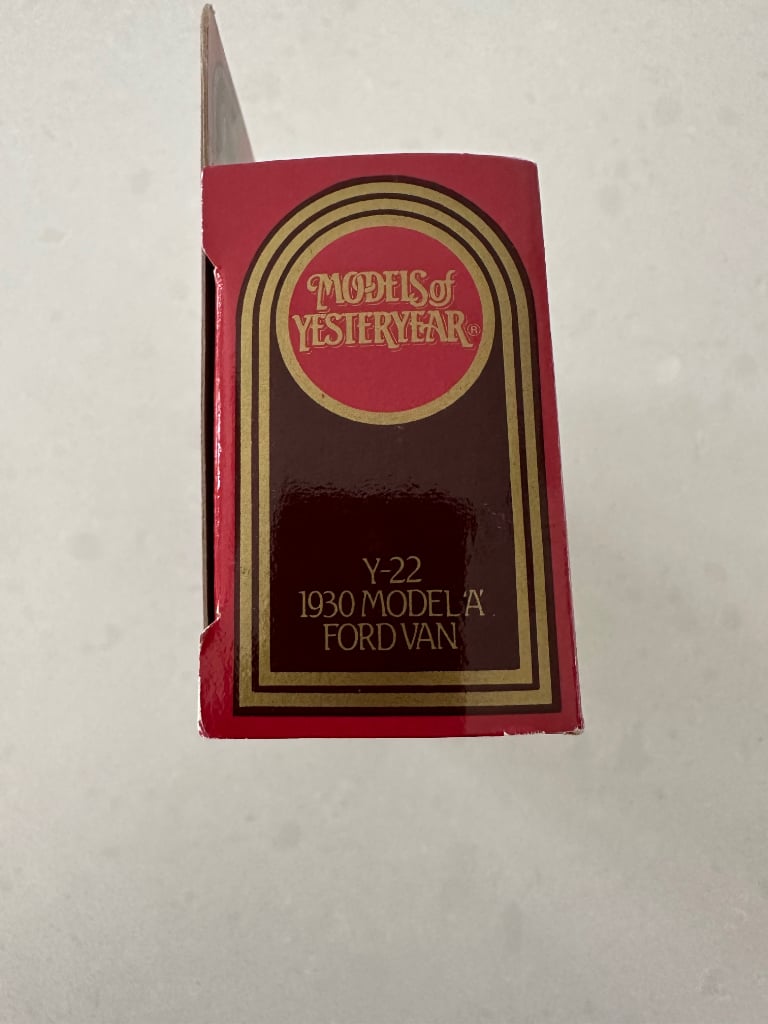 MODELS of
YESTERYEAR®
Y-22
1930 MODEL 'A'
FORD VAN